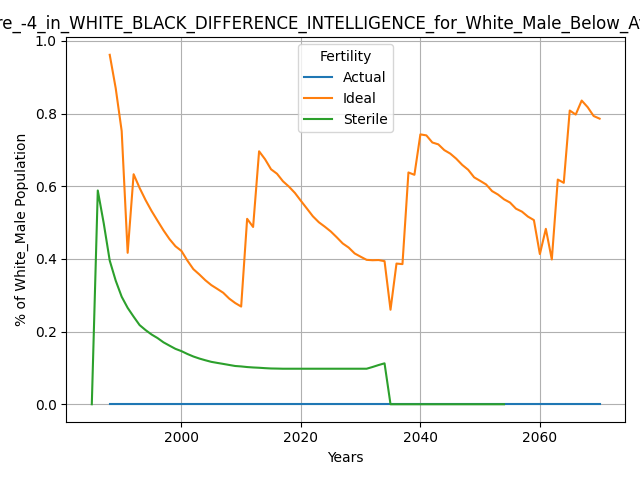 re_-4_in_WHITE_BLACK_DIFFERENCE_INTELLIGENCE_for_White_Male_Below_A
Fertility
Actual
Ideal
Sterile
% of White_Male Population
1.0
0.8
0.6
0.4
0.2
0.0
2000 2020 2040 2060
Years